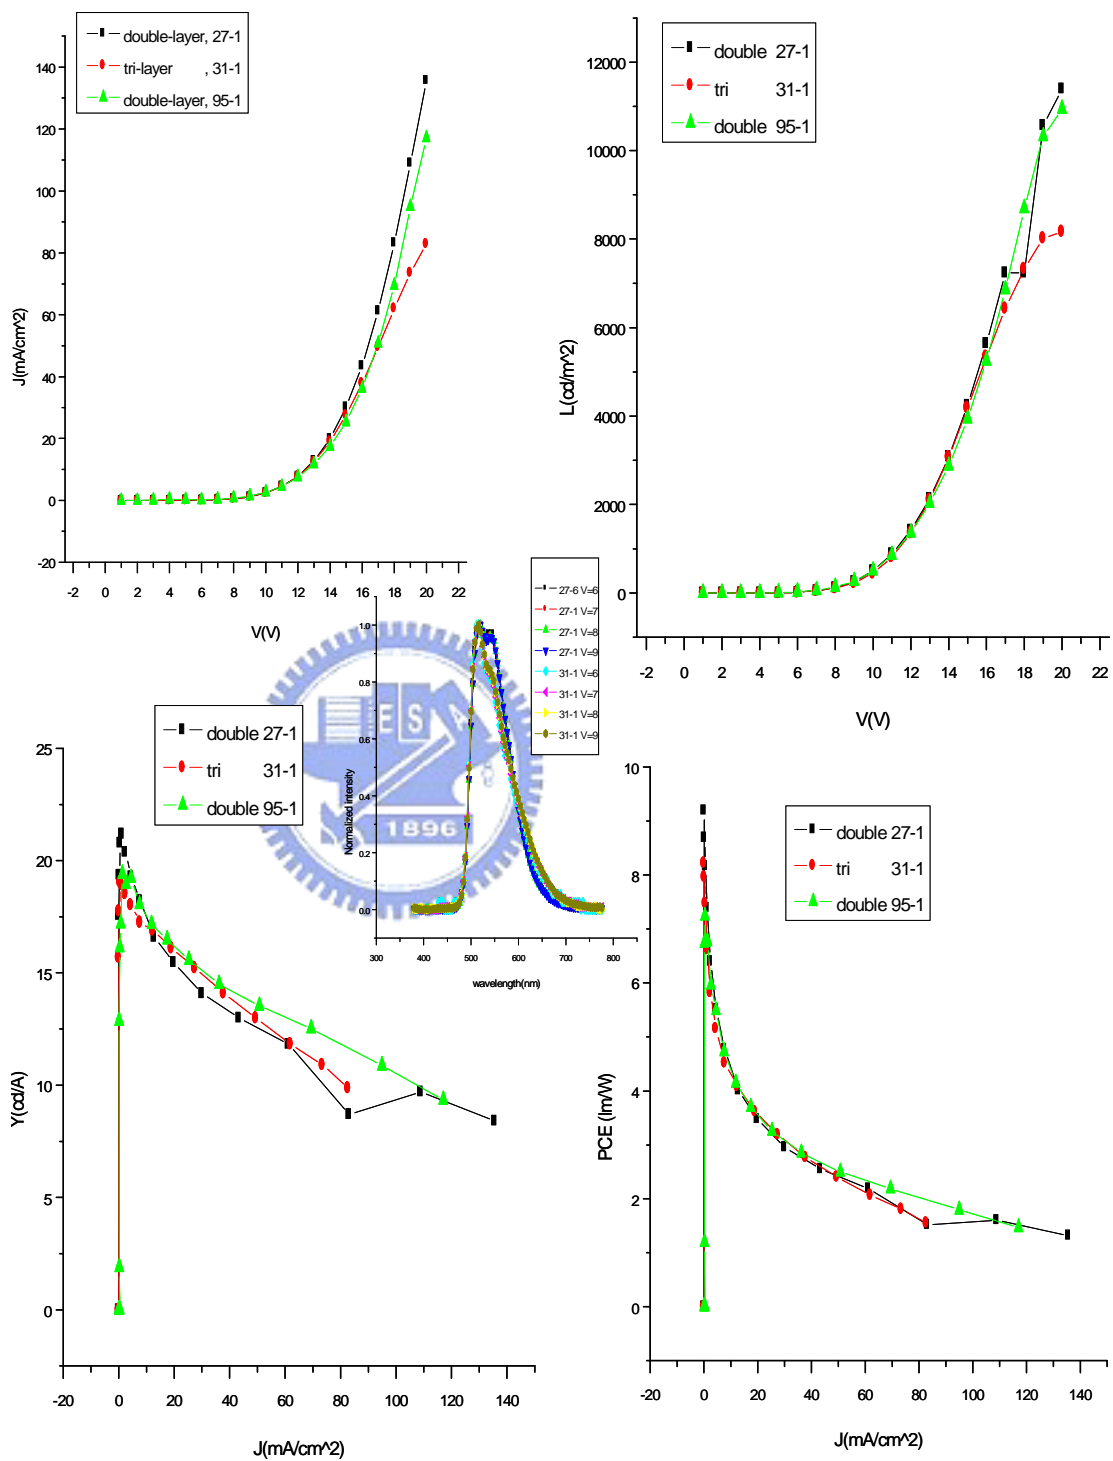 double-layer, 27-1
tri-layer , 31-1
double-layer, 95-1
140
120
100
80
60
40
20
0
-20
J(mA/cm^2)
-2 0 2 4 6 8 10 12 14 16 18 20 22
V(V)
double 27-1
tri 31-1
double 95-1
12000
10000
8000
6000
4000
2000
0
L(cd/m^2)
-2 0 2 4 6 8 10 12 14 16 18 20 22
V(V)
27-6 V=6
27-1 V=7
27-1 V=8
27-1 V=9
31-1 V=6
31-1 V=7
31-1 V=8
31-1 V=9
1.0
0.8
0.6
0.4
0.2
0.0
Normalized intensity
300 400 500 600 700 800
wavelength(nm)
E S A
1896
double 27-1
tri 31-1
double 95-1
25
20
15
10
5
0
Y(cd/A)
-20 0 20 40 60 80 100 120 140
J(mA/cm^2)
double 27-1
tri 31-1
double 95-1
10
8
6
4
2
0
PCE (lm/W)
-20 0 20 40 60 80 100 120 140
J(mA/cm^2)